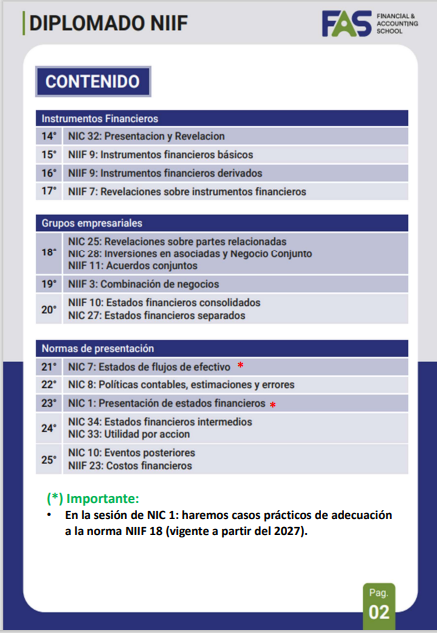 DIPLOMADO NIIF
FAS
FINANCIAL &
ACCOUNTING
SCHOOL
CONTENIDO
Instrumentos Financieros
14° NIC 32: Presentacion y Revelacion
15° NIIF 9: Instrumentos financieros básicos
16° NIIF 9: Instrumentos financieros derivados
17° NIIF 7: Revelaciones sobre instrumentos financieros
Grupos empresariales
18° NIC 25: Revelaciones sobre partes relacionadas
NIC 28: Inversiones en asociadas y Negocio Conjunto
NIIF 11: Acuerdos conjuntos
19° NIIF 3: Combinación de negocios
20° NIIF 10: Estados financieros consolidados
NIC 27: Estados financieros separados
Normas de presentación
21° NIC 7: Estados de flujos de efectivo *
22° NIC 8: Políticas contables, estimaciones y errores
23° NIC 1: Presentación de estados financieros *
24° NIC 34: Estados financieros intermedios
NIC 33: Utilidad por accion
25° NIC 10: Eventos posteriores
NIIF 23: Costos financieros
(*) Importante:
• En la sesión de NIC 1: haremos casos prácticos de adecuación
a la norma NIIF 18 (vigente a partir del 2027).
Pag.
02